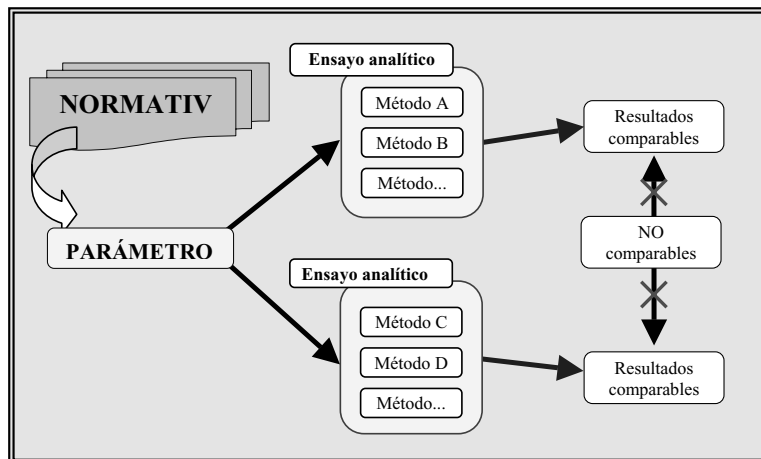 NORMATIV
PARÁMETRO
Ensayo analítico
Método A
Método B
Método...
Ensayo analítico
Método C
Método D
Método...
Resultados
comparables
NO
comparables
Resultados
comparables